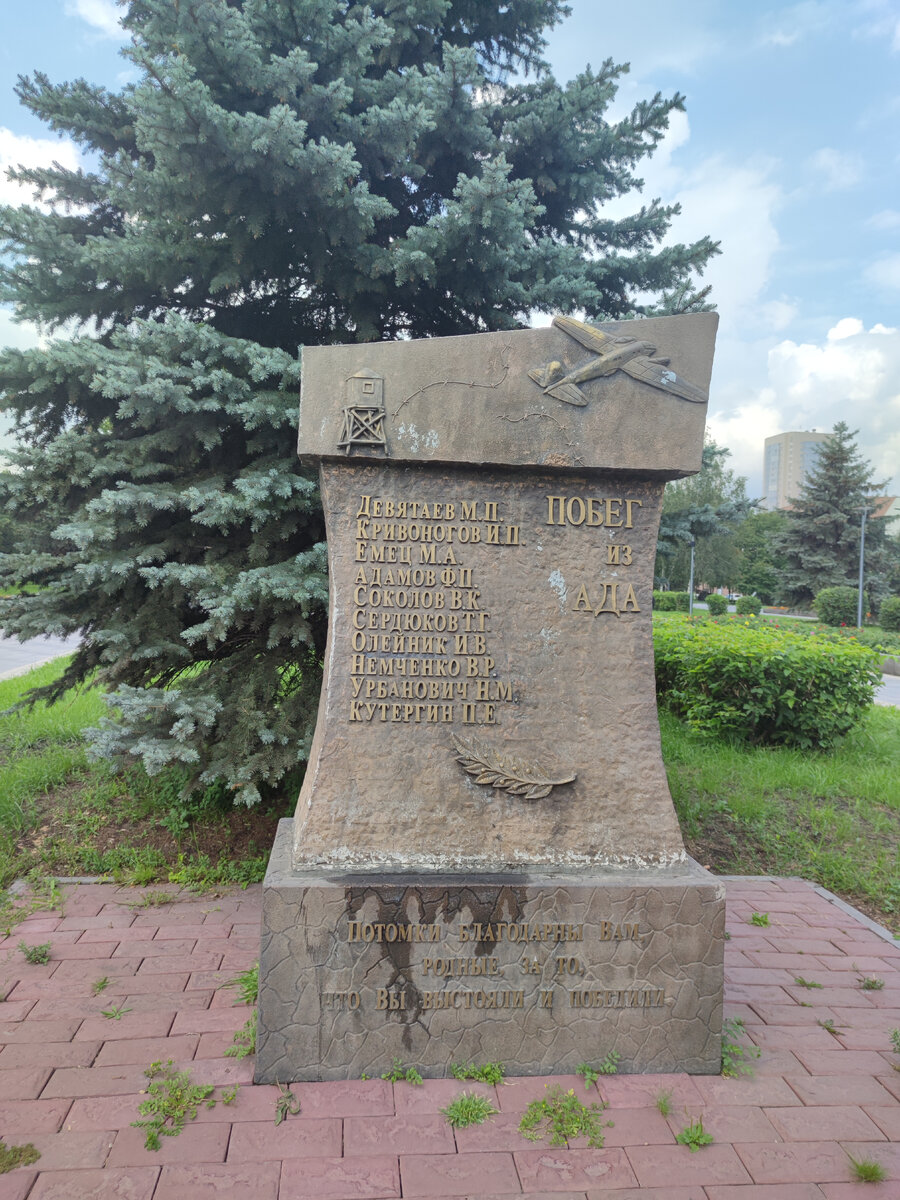 ДЕВЯТАЕВ М.П.
КРИВОНОГОВ И.П.
ЕМЕЦ М.А.
АДАМОВ Ф.П.
СОКОЛОВ В.К.
СЕРДЮКОВ Т.Г.
ОЛЕЙНИК И.В.
НЕМЧЕНКО В.Р.
УРБАНОВИЧ Н.М.
КУТЕРГИН П.Е.
ПОБЕГ
ИЗ
АДА
ПОТОМКИ БЛАГОДАРНЫ ВАМ,
РОДНЫЕ, ЗА ТО,
ЧТО ВЫ ВЫСТОЯЛИ И ПОБЕДИЛИ